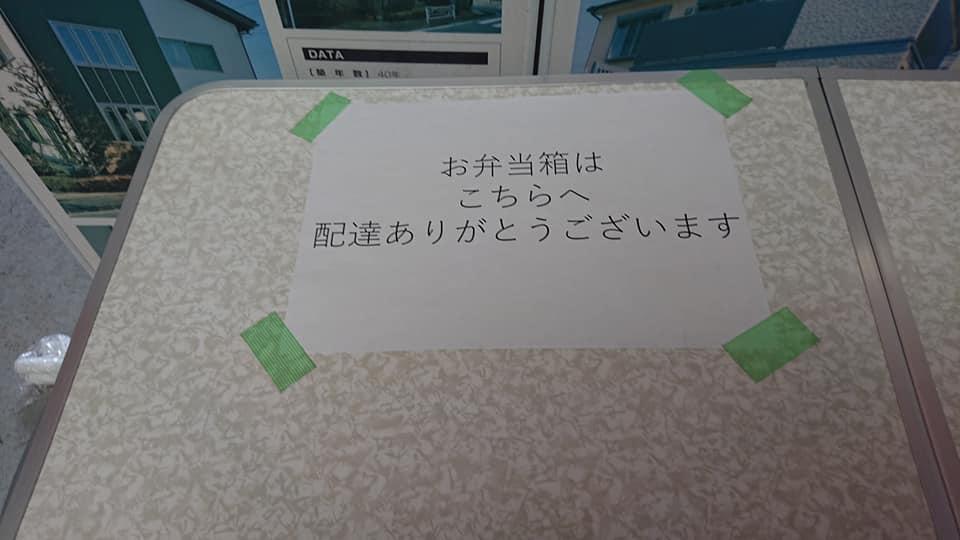 DATA
【築年数】40年
お弁当箱は
こちらへ
配達ありがとうございます